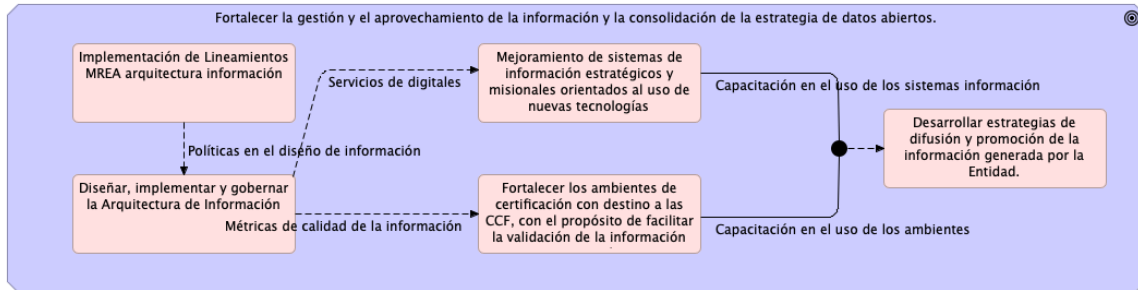 Fortalecer la gestión y el aprovechamiento de la información y la consolidación de la estrategia de datos abiertos.
Implementación de Lineamientos
MREA arquitectura información
Políticas en el diseño de información
Diseñar, implementar y gobernar
la Arquitectura de Información
Servicios de digitales
Métricas de calidad de la información
Mejoramiento de sistemas de
información estratégicos y
misionales orientados al uso de
nuevas tecnologías
Fortalecer los ambientes de
certificación con destino a las
CCF, con el propósito de facilitar
la validación de la información
Capacitación en el uso de los sistemas información
Capacitación en el uso de los ambientes
Desarrollar estrategias de
difusión y promoción de la
información generada por la
Entidad.